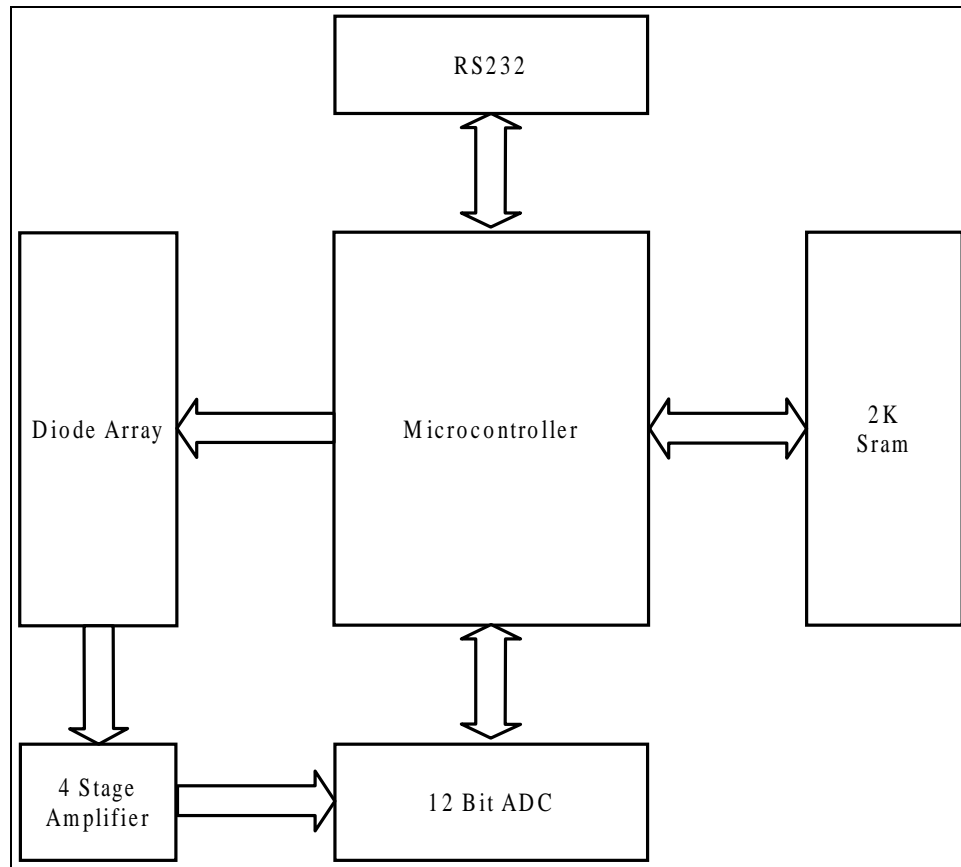 RS232
Diode Array
Microcontroller
2K
Sram
4 Stage
Amplifier
12 Bit ADC